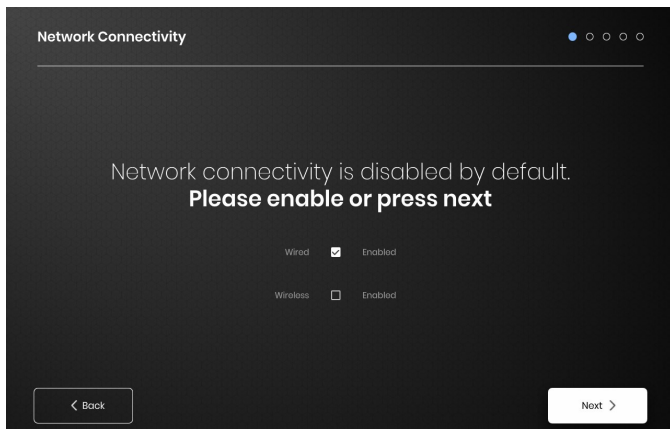 Network Connectivity
Network connectivity is disabled by default.
Please enable or press next
Wired Enabled
Wireless Enabled
Back Next